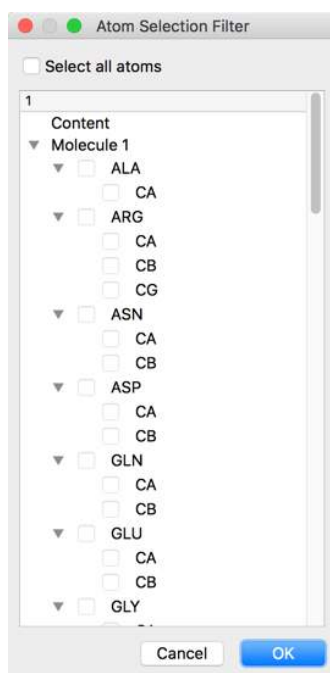 Atom Selection Filter
Select all atoms
1
Content
Molecule 1
ALA
CA
ARG
CA
CB
CG
ASN
CA
CB
ASP
CA
CB
GLN
CA
CB
GLU
CA
CB
GLY
Cancel
OK